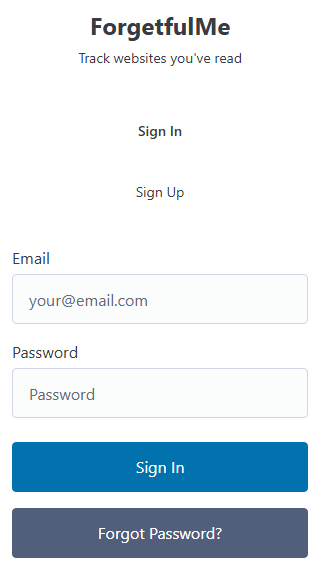 ForgetfulMe
Track websites you've read
Sign In
Sign Up
Email
your@email.com
Password
Password
Sign In
Forgot Password?